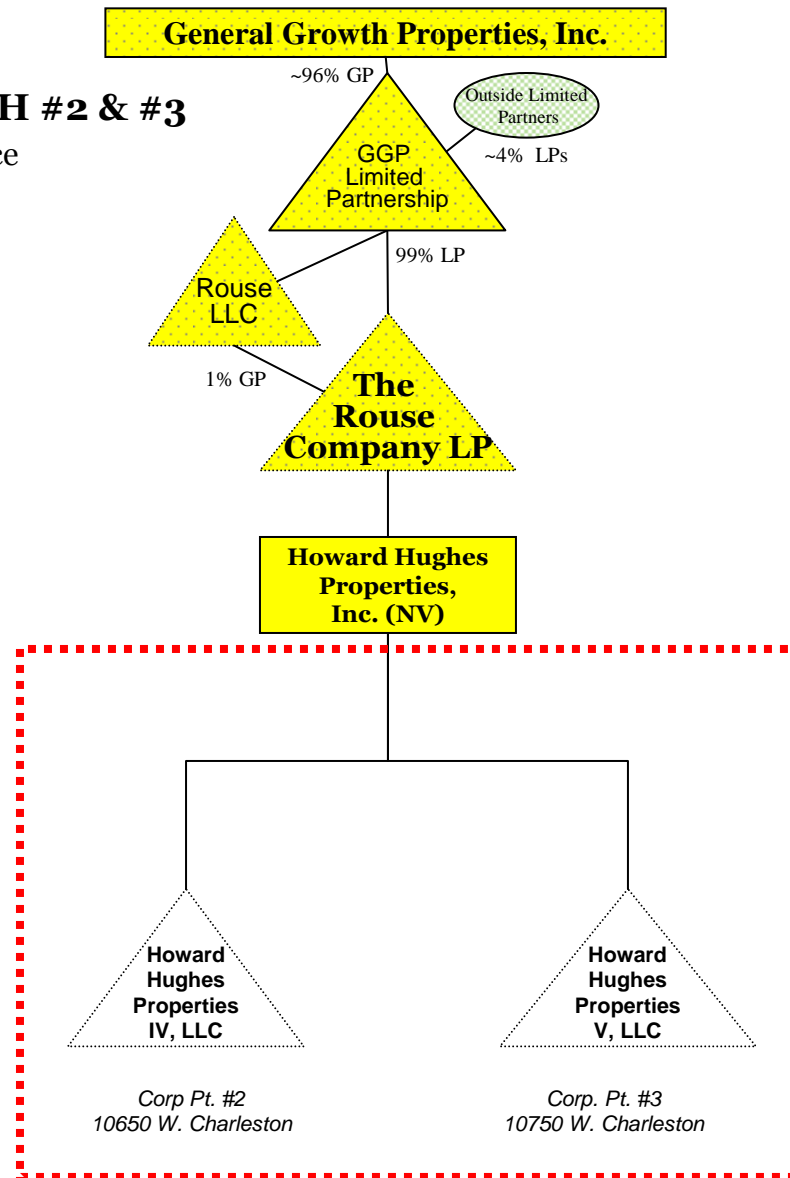 General Growth Properties, Inc.
~96% GP
H #2 & #3
Outside Limited
Partners
~4% LPs
GGP
Limited
Partnership
99% LP
Rouse
LLC
1% GP
The
Rouse
Company LP
Howard Hughes
Properties,
Inc. (NV)
Howard
Hughes
Properties
IV, LLC
Howard
Hughes
Properties
V, LLC
Corp Pt. #2
10650 W. Charleston
Corp. Pt. #3
10750 W. Charleston